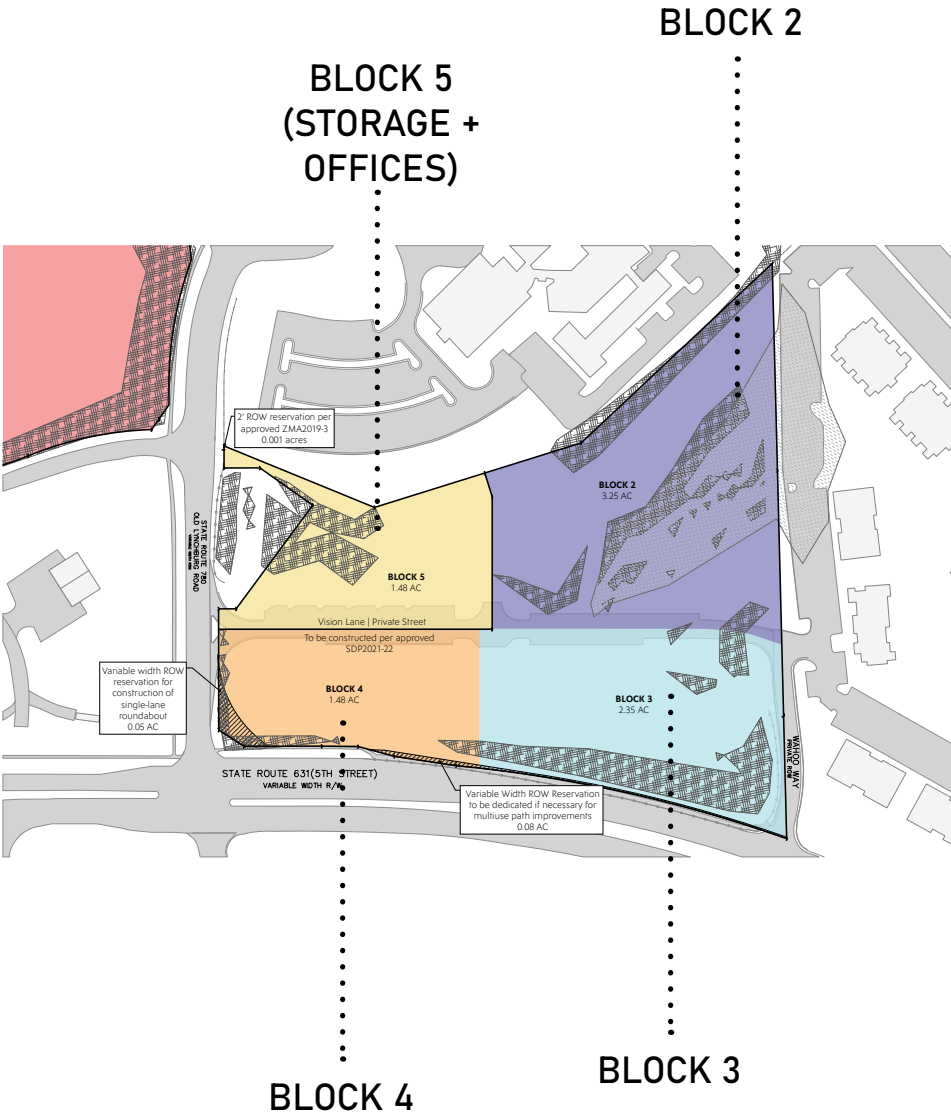 BLOCK 2
BLOCK 5
(STORAGE +
OFFICES)
2' ROW reservation per
approved ZMA2019-3
0.001 acres
BLOCK 2
3.25 AC
STATE ROUTE 780
OLD LYNCHBURG ROAD
BLOCK 5
1.48 AC
Vision Lane | Private Street
To be constructed per approved
SDP2021-22
Variable width ROW
reservation for
construction of
single-lane
roundabout
0.05 AC
BLOCK 4
1.48 AC
BLOCK 3
2.35 AC
WAHOO WAY
PRIVATE ROW
STATE ROUTE 631(5TH STREET)
VARIABLE WIDTH R/W
Variable Width ROW Reservation
to be dedicated if necessary for
multiuse path improvements
0.08 AC
BLOCK 3
BLOCK 4